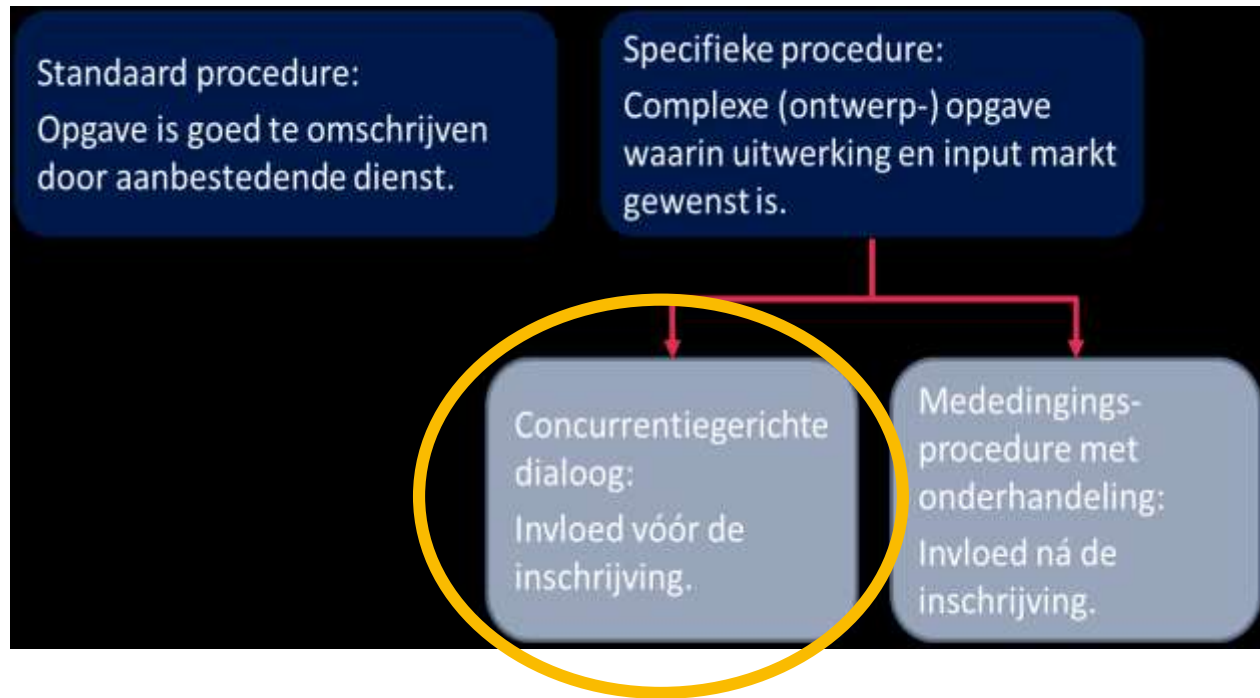 Standaard procedure:
Opgave is goed te omschrijven
door aanbestedende dienst.
Specifieke procedure:
Complexe (ontwerp-) opgave
waarin uitwerking en input markt
gewenst is.
Concurrentiegerichte
dialoog:
Invloed vóór de
inschrijving.
Mededingings-
procedure met
onderhandeling:
Invloed ná de
inschrijving.